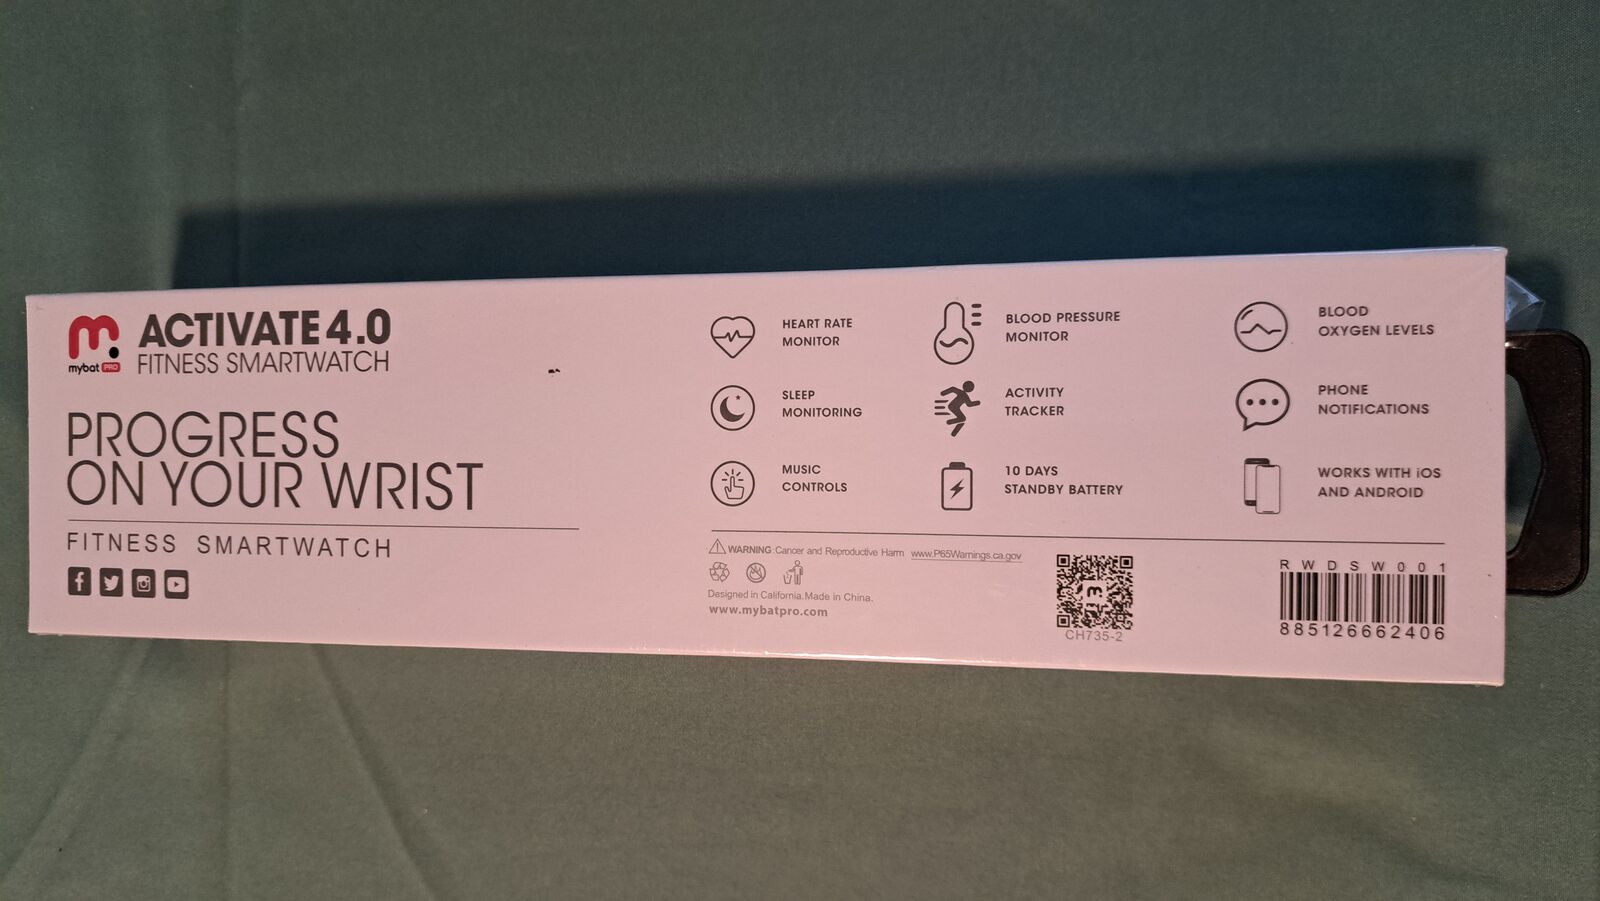 m.
mybat PRO
ACTIVATE 4.0
FITNESS SMARTWATCH
PROGRESS
ON YOUR WRIST
FITNESS SMARTWATCH
HEART RATE
MONITOR
BLOOD PRESSURE
MONITOR
BLOOD
OXYGEN LEVELS
SLEEP
MONITORING
ACTIVITY
TRACKER
PHONE
NOTIFICATIONS
MUSIC
CONTROLS
10 DAYS
STANDBY BATTERY
WORKS WITH iOS
AND ANDROID
WARNING:Cancer and Reproductive Harm www.P65Warnings.ca.gov
Designed in California.Made in China.
www.mybatpro.com
CH735-2
RWDSW001
885126662406